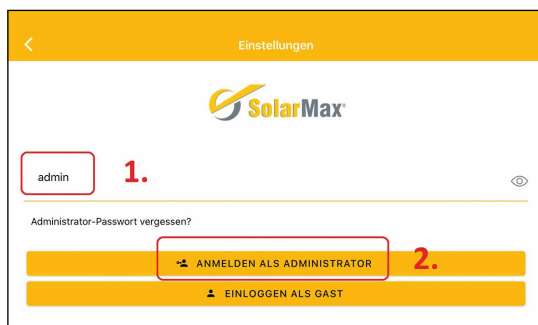 Einstellungen
SolarMax
admin
1.
Administrator-Passwort vergessen?
ANMELDEN ALS ADMINISTRATOR
2.
EINLOGGEN ALS GAST